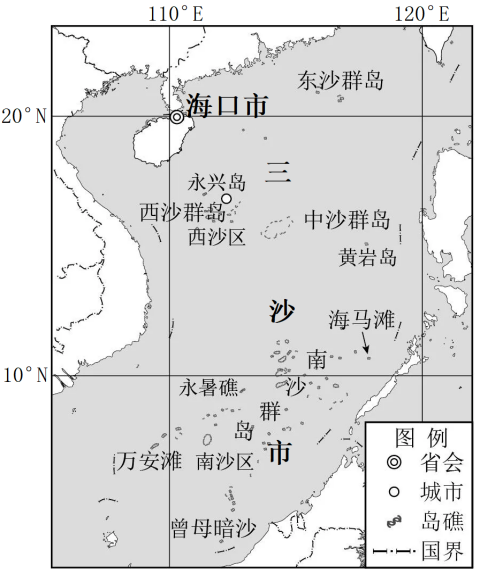 110°E
120°E
东沙群岛
20°N
海口市
三
永兴岛
西沙群岛
西沙区
中沙群岛
黄岩岛
沙
海马滩
南
10°N
永暑礁
沙
群
岛
市
万安滩
南沙区
曾母暗沙
图 例
省会
城市
岛礁
国界